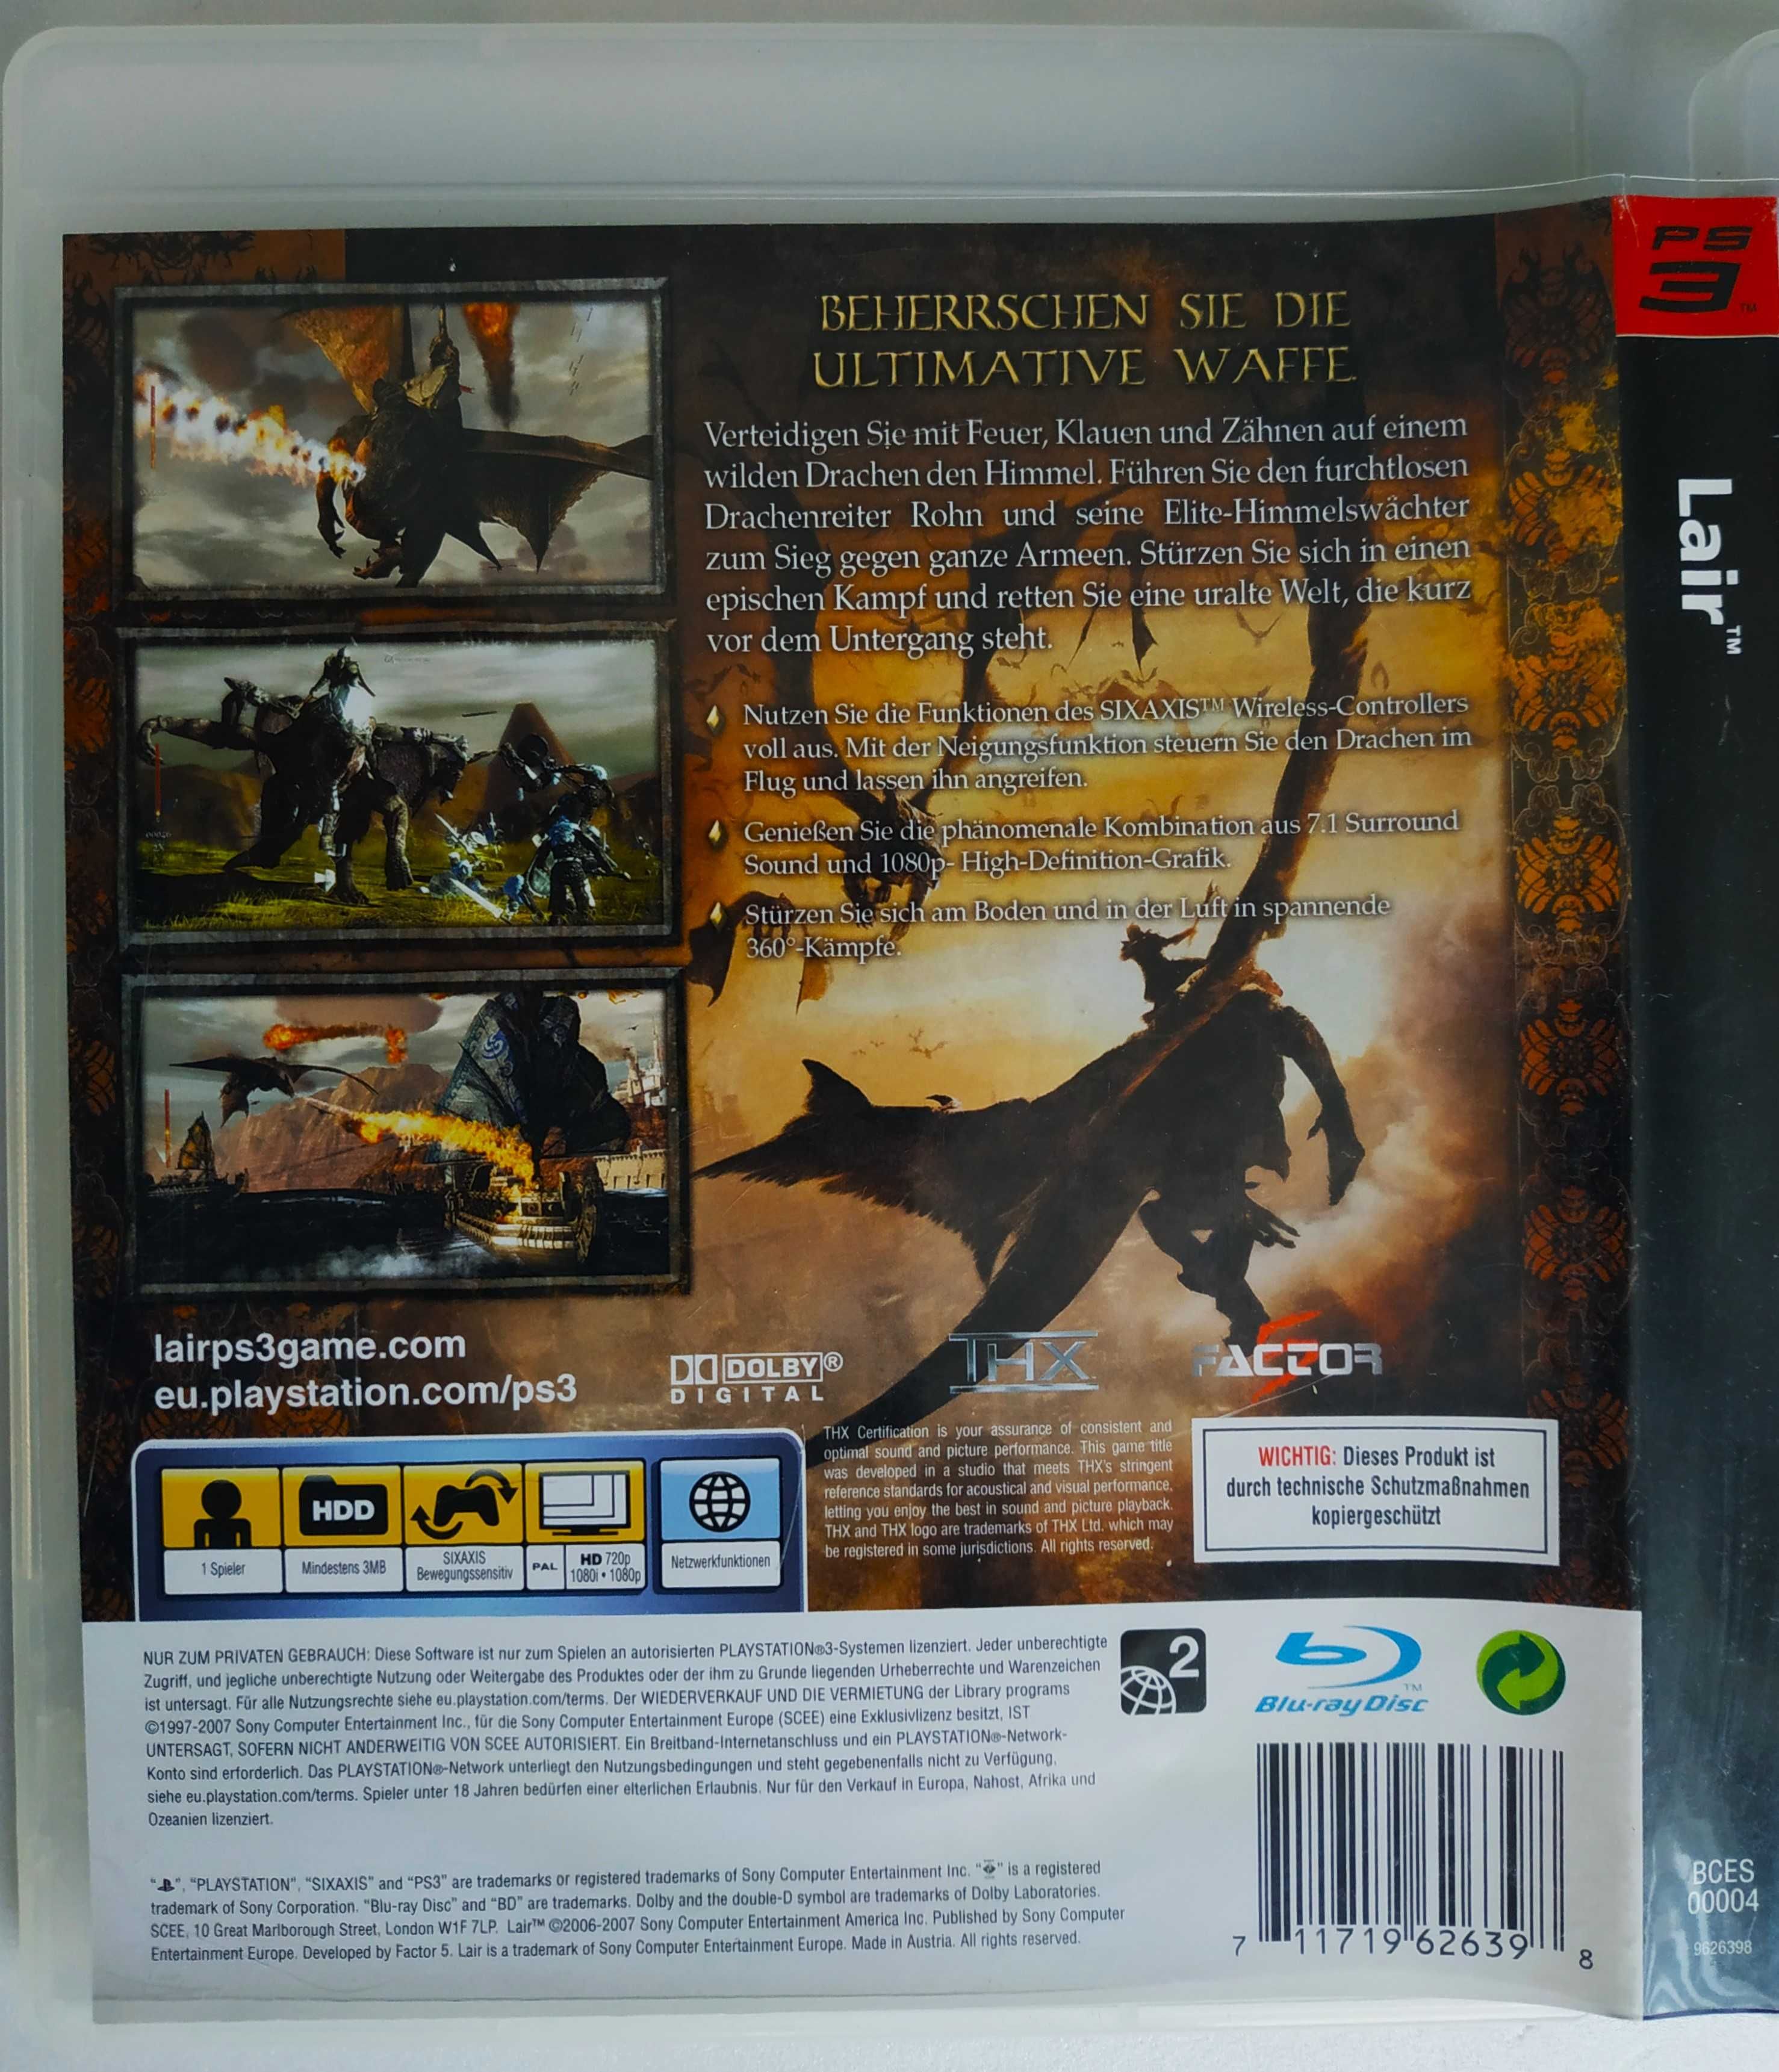 BEHERRSCHEN SIE DIE
ULTIMATIVE WAFFE
Verteidigen Sie mit Feuer, Klauen und Zähnen auf einem
wilden Drachen den Himmel. Führen Sie den furchtlosen
Drachenreiter Rohn und seine Elite-Himmelswächter
zum Sieg gegen ganze Armeen. Stürzen Sie sich in einen
epischen Kampf und retten Sie eine uralte Welt, die kurz
vor dem Untergang steht.
Nutzen Sie die Funktionen des SIXAXIS™ Wireless-Controllers
voll aus. Mit der Neigungsfunktion steuern Sie den Drachen im
Flug und lassen ihn angreifen.
Genießen Sie die phänomenale Kombination aus 7.1 Surround
Sound und 1080p- High-Definition-Grafik.
Stürzen Sie sich am Boden und in der Luft in spannende
360°-Kämpfe.
lairps3game.com
eu.playstation.com/ps3
DOLBY®
DIGITAL
THX
FACTOR 5
THX Certification is your assurance of consistent and
optimal sound and picture performance. This game title
was developed in a studio that meets THX's stringent
reference standards for acoustical and visual performance,
letting you enjoy the best in sound and picture playback.
THX and THX logo are trademarks of THX Ltd. which may
be registered in some jurisdictions. All rights reserved.
WICHTIG: Dieses Produkt ist
durch technische Schutzmaßnahmen
kopiergeschützt
HDD
1 Spieler
Mindestens 3MB
SIXAXIS
Bewegungssensitiv
PAL
HD 720p
1080i • 1080p
Netzwerkfunktionen
NUR ZUM PRIVATEN GEBRAUCH: Diese Software ist nur zum Spielen an autorisierten PLAYSTATION®3-Systemen lizenziert. Jeder unberechtigte
Zugriff, und jegliche unberechtigte Nutzung oder Weitergabe des Produktes oder der ihm zu Grunde liegenden Urheberrechte und Warenzeichen
ist untersagt. Für alle Nutzungsrechte siehe eu.playstation.com/terms. Der WIEDERVERKAUF UND DIE VERMIETUNG der Library programs
©1997-2007 Sony Computer Entertainment Inc., für die Sony Computer Entertainment Europe (SCEE) eine Exklusivlizenz besitzt, IST
UNTERSAGT, SOFERN NICHT ANDERWEITIG VON SCEE AUTORISIERT. Ein Breitband-Internetanschluss und ein PLAYSTATION®-Network-
Konto sind erforderlich. Das PLAYSTATION®-Network unterliegt den Nutzungsbedingungen und steht gegebenenfalls nicht zu Verfügung,
siehe eu.playstation.com/terms. Spieler unter 18 Jahren bedürfen einer elterlichen Erlaubnis. Nur für den Verkauf in Europa, Nahost, Afrika und
Ozeanien lizenziert.
2
Blu-ray Disc™
"", "PLAYSTATION", "SIXAXIS" and "PS3" are trademarks or registered trademarks of Sony Computer Entertainment Inc. "" is a registered
trademark of Sony Corporation. "Blu-ray Disc" and "BD" are trademarks. Dolby and the double-D symbol are trademarks of Dolby Laboratories.
SCEE, 10 Great Marlborough Street, London W1F 7LP. Lair™ ©2006-2007 Sony Computer Entertainment America Inc. Published by Sony Computer
Entertainment Europe. Developed by Factor 5. Lair is a trademark of Sony Computer Entertainment Europe. Made in Austria. All rights reserved.
7 11719 62639 8
PS3™
Lair™
BCES
00004
9626398